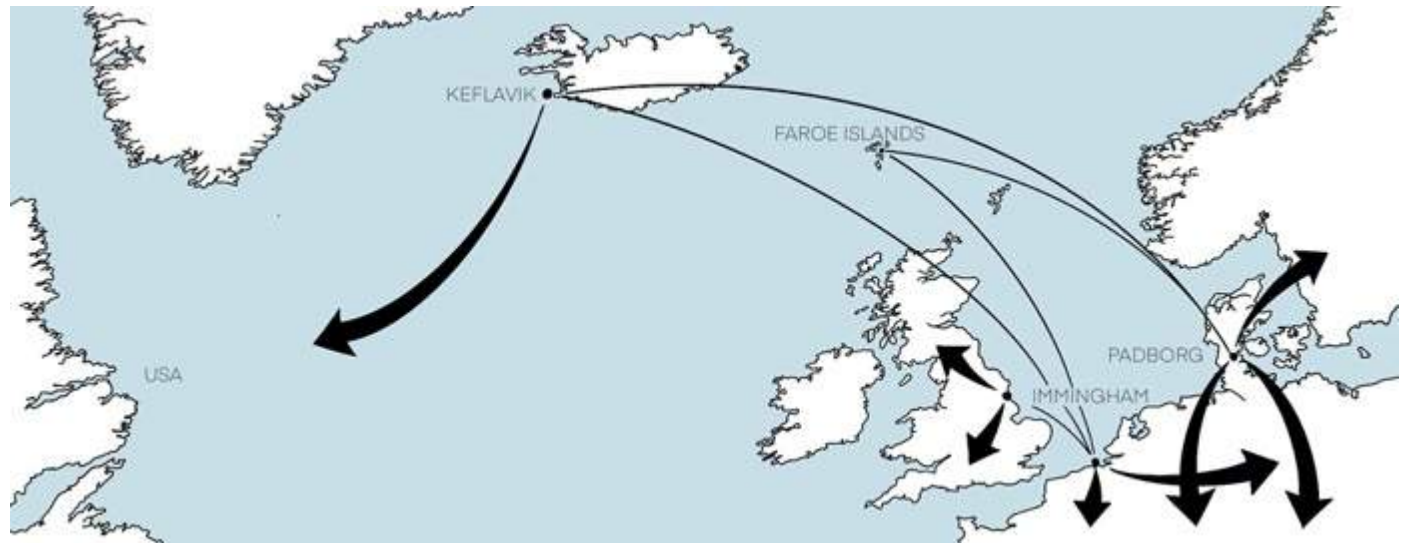 KEFLAVIK
FAROE ISLANDS
PADBORG
USA
IMMINGHAM